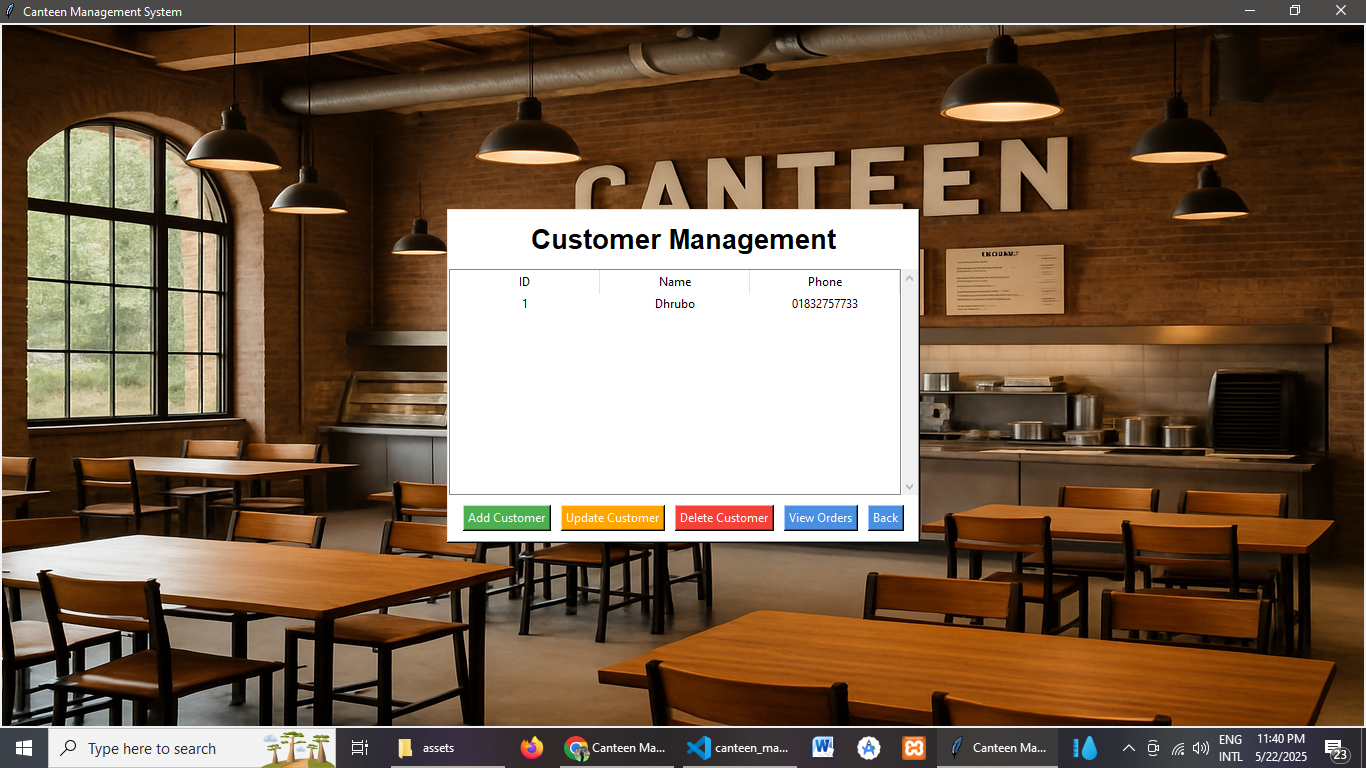 Canteen Management System
CANTEEN
Customer Management
ID Name Phone
1 Dhrubo 01832757733
Add Customer Update Customer Delete Customer View Orders Back
Type here to search
assets
Canteen Ma...
canteen_ma...
Canteen Ma...
ENG
INTL
11:40 PM
5/22/2025
23